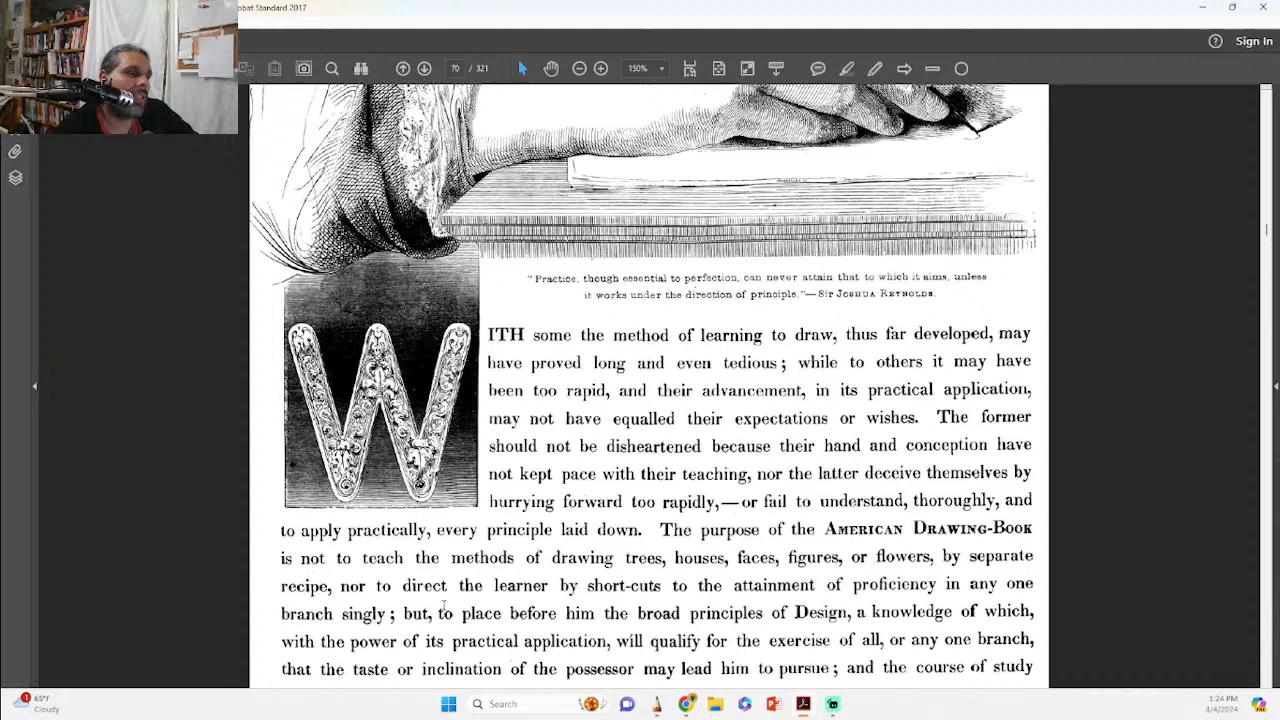 obat Standard 2017
Sign In
70 / 321
150%
"Practice, though essential to perfection, can never attain that to which it aims, unless
it works under the direction of principle."—Sir Joshua Reynolds.
WITH some the method of learning to draw, thus far developed, may
have proved long and even tedious; while to others it may have
been too rapid, and their advancement, in its practical application,
may not have equalled their expectations or wishes. The former
should not be disheartened because their hand and conception have
not kept pace with their teaching, nor the latter deceive themselves by
hurrying forward too rapidly,—or fail to understand, thoroughly, and
to apply practically, every principle laid down. The purpose of the American Drawing-Book
is not to teach the methods of drawing trees, houses, faces, figures, or flowers, by separate
recipe, nor to direct the learner by short-cuts to the attainment of proficiency in any one
branch singly; but, to place before him the broad principles of Design, a knowledge of which,
with the power of its practical application, will qualify for the exercise of all, or any one branch,
that the taste or inclination of the possessor may lead him to pursue; and the course of study
1
65°F
Cloudy
Search
1:24 PM
3/4/2024